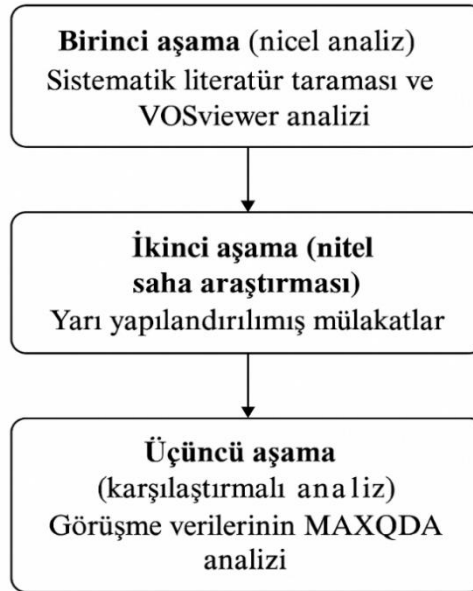 Birinci aşama (nicel analiz)
Sistematik literatür taraması ve
VOSviewer analizi
İkinci aşama (nitel
saha araştırması)
Yarı yapılandırılımış mülakatlar
Üçüncü aşama
(karşılaştırmalı analiz)
Görüşme verilerinin MAXQDA
analizi